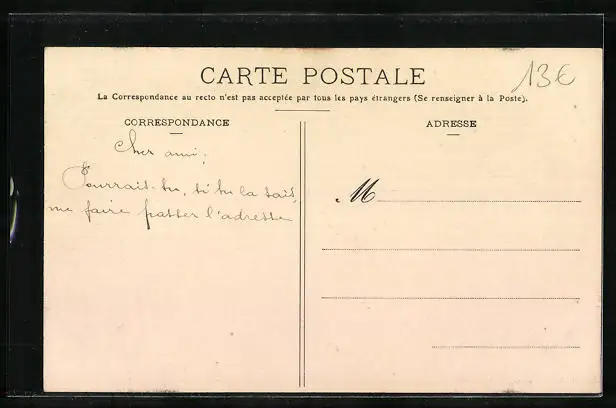 CARTE POSTALE
13€
La Correspondance au recto n'est pas acceptée par tous les pays étrangers (Se renseigner à la Poste).
CORRESPONDANCE
ADRESSE
Cher ami,
Pourrait-tu, si tu la sais,
me faire passer l'adresse
M